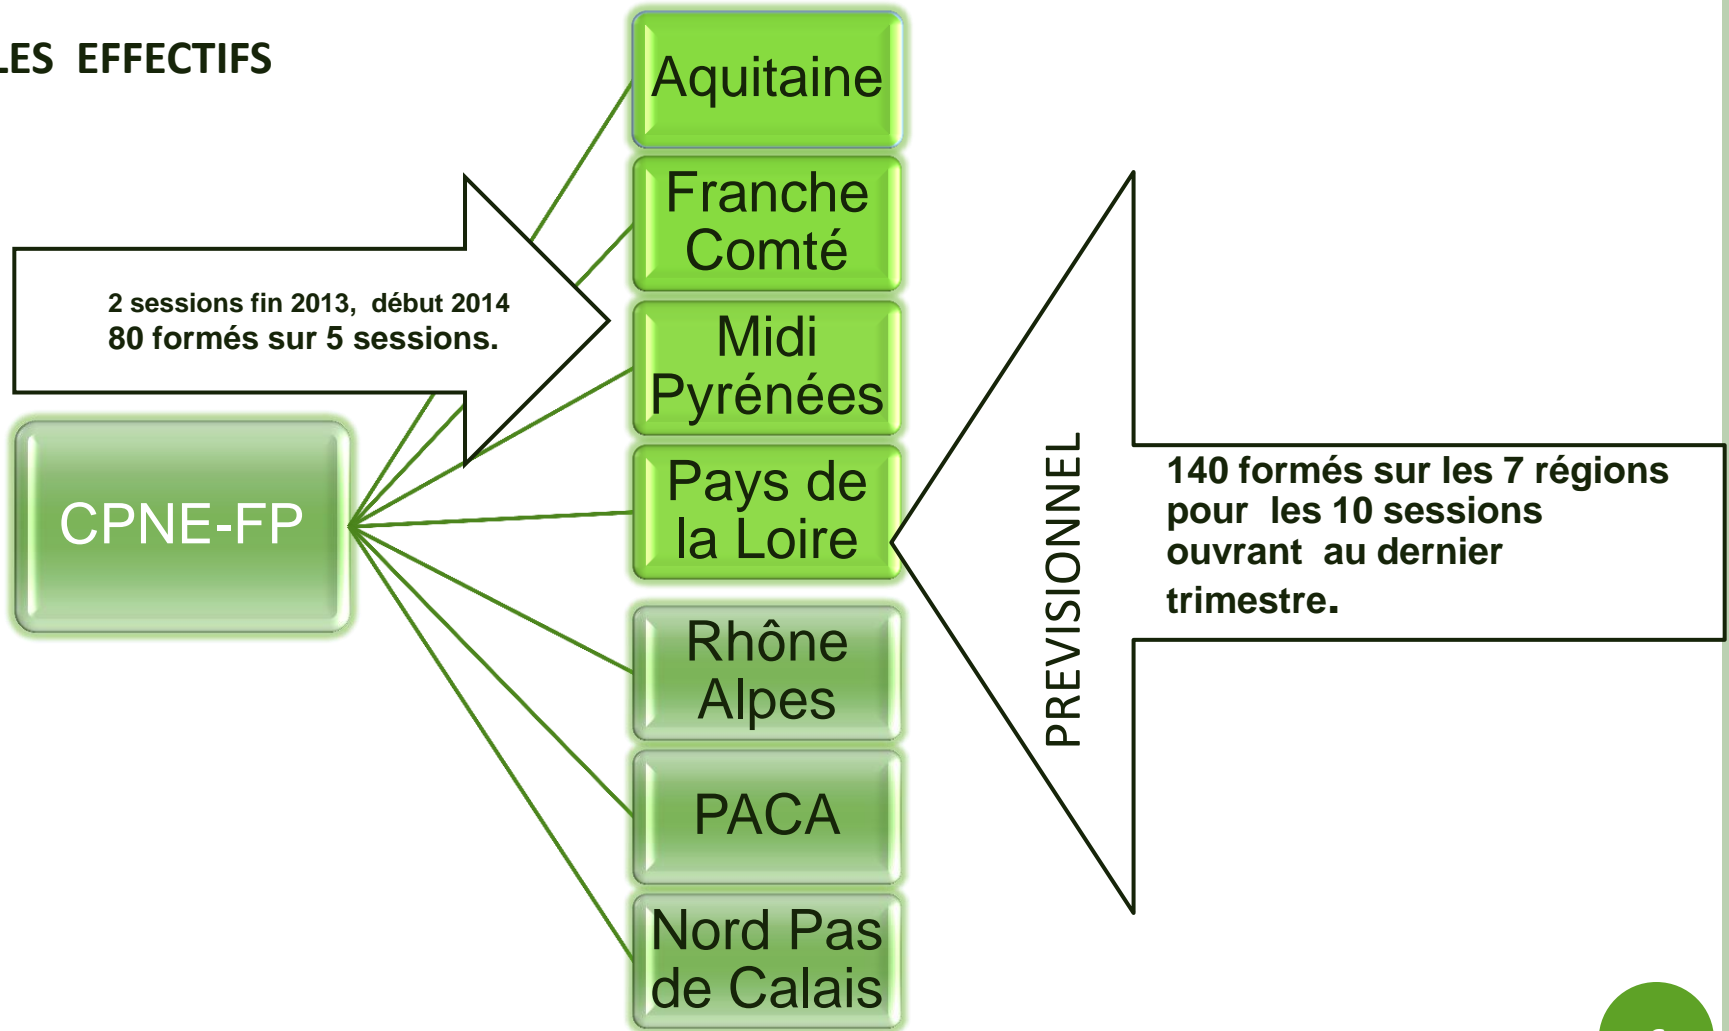 LES EFFECTIFS
Aquitaine
Franche
Comté
2 sessions fin 2013, début 2014
80 formés sur 5 sessions.
Midi
Pyrénées
CPNE-FP
Pays de
la Loire
PREVISIONNEL
140 formés sur les 7 régions
pour les 10 sessions
ouvrant au dernier
trimestre.
Rhône
Alpes
PACA
Nord Pas
de Calais